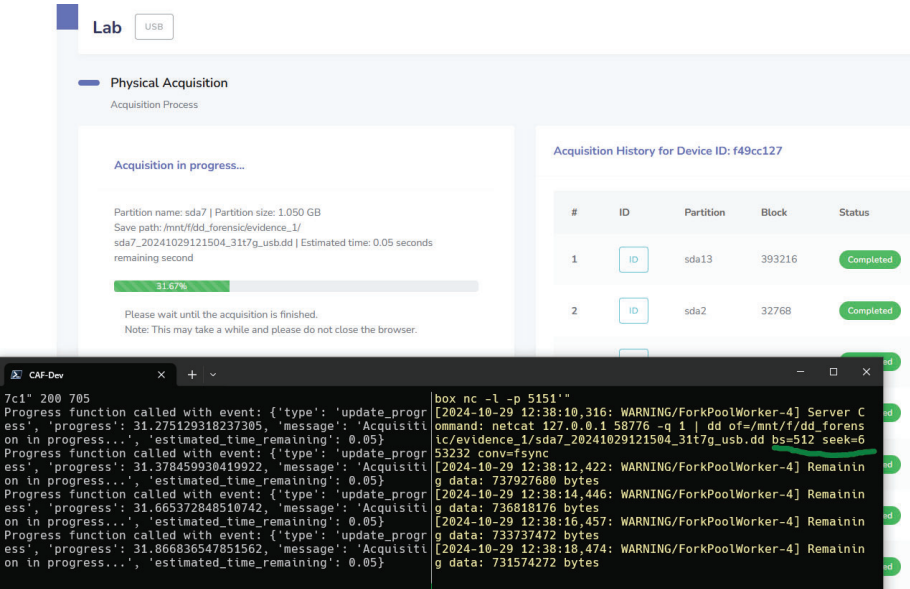 Lab USB
Physical Acquisition
Acquisition Process
Acquisition in progress...
Partition name: sda7 | Partition size: 1.050 GB
Save path: /mnt/f/dd_forensic/evidence_1/
sda7_20241029121504_31t7g_usb.dd | Estimated time: 0.05 seconds
remaining second
31.67%
Please wait until the acquisition is finished.
Note: This may take a while and please do not close the browser.
Acquisition History for Device ID: f49cc127
# ID Partition Block Status
1 ID sda13 393216 Completed
2 ID sda2 32768 Completed
ed
ed
ed
ed
ed
CAF-Dev
7c1" 200 705
Progress function called with event: {'type': 'update_progr
ess', 'progress': 31.275129318237305, 'message': 'Acquisiti
on in progress...', 'estimated_time_remaining': 0.05}
Progress function called with event: {'type': 'update_progr
ess', 'progress': 31.378459930419922, 'message': 'Acquisiti
on in progress...', 'estimated_time_remaining': 0.05}
Progress function called with event: {'type': 'update_progr
ess', 'progress': 31.665372848510742, 'message': 'Acquisiti
on in progress...', 'estimated_time_remaining': 0.05}
Progress function called with event: {'type': 'update_progr
ess', 'progress': 31.866836547851562, 'message': 'Acquisiti
on in progress...', 'estimated_time_remaining': 0.05}
box nc -l -p 5151'"
[2024-10-29 12:38:10,316: WARNING/ForkPoolWorker-4] Server C
ommand: netcat 127.0.0.1 58776 -q 1 | dd of=/mnt/f/dd_forens
ic/evidence_1/sda7_20241029121504_31t7g_usb.dd bs=512 seek=6
53232 conv=fsync
[2024-10-29 12:38:12,422: WARNING/ForkPoolWorker-4] Remainin
g data: 737927680 bytes
[2024-10-29 12:38:14,446: WARNING/ForkPoolWorker-4] Remainin
g data: 736818176 bytes
[2024-10-29 12:38:16,457: WARNING/ForkPoolWorker-4] Remainin
g data: 733737472 bytes
[2024-10-29 12:38:18,474: WARNING/ForkPoolWorker-4] Remainin
g data: 731574272 bytes